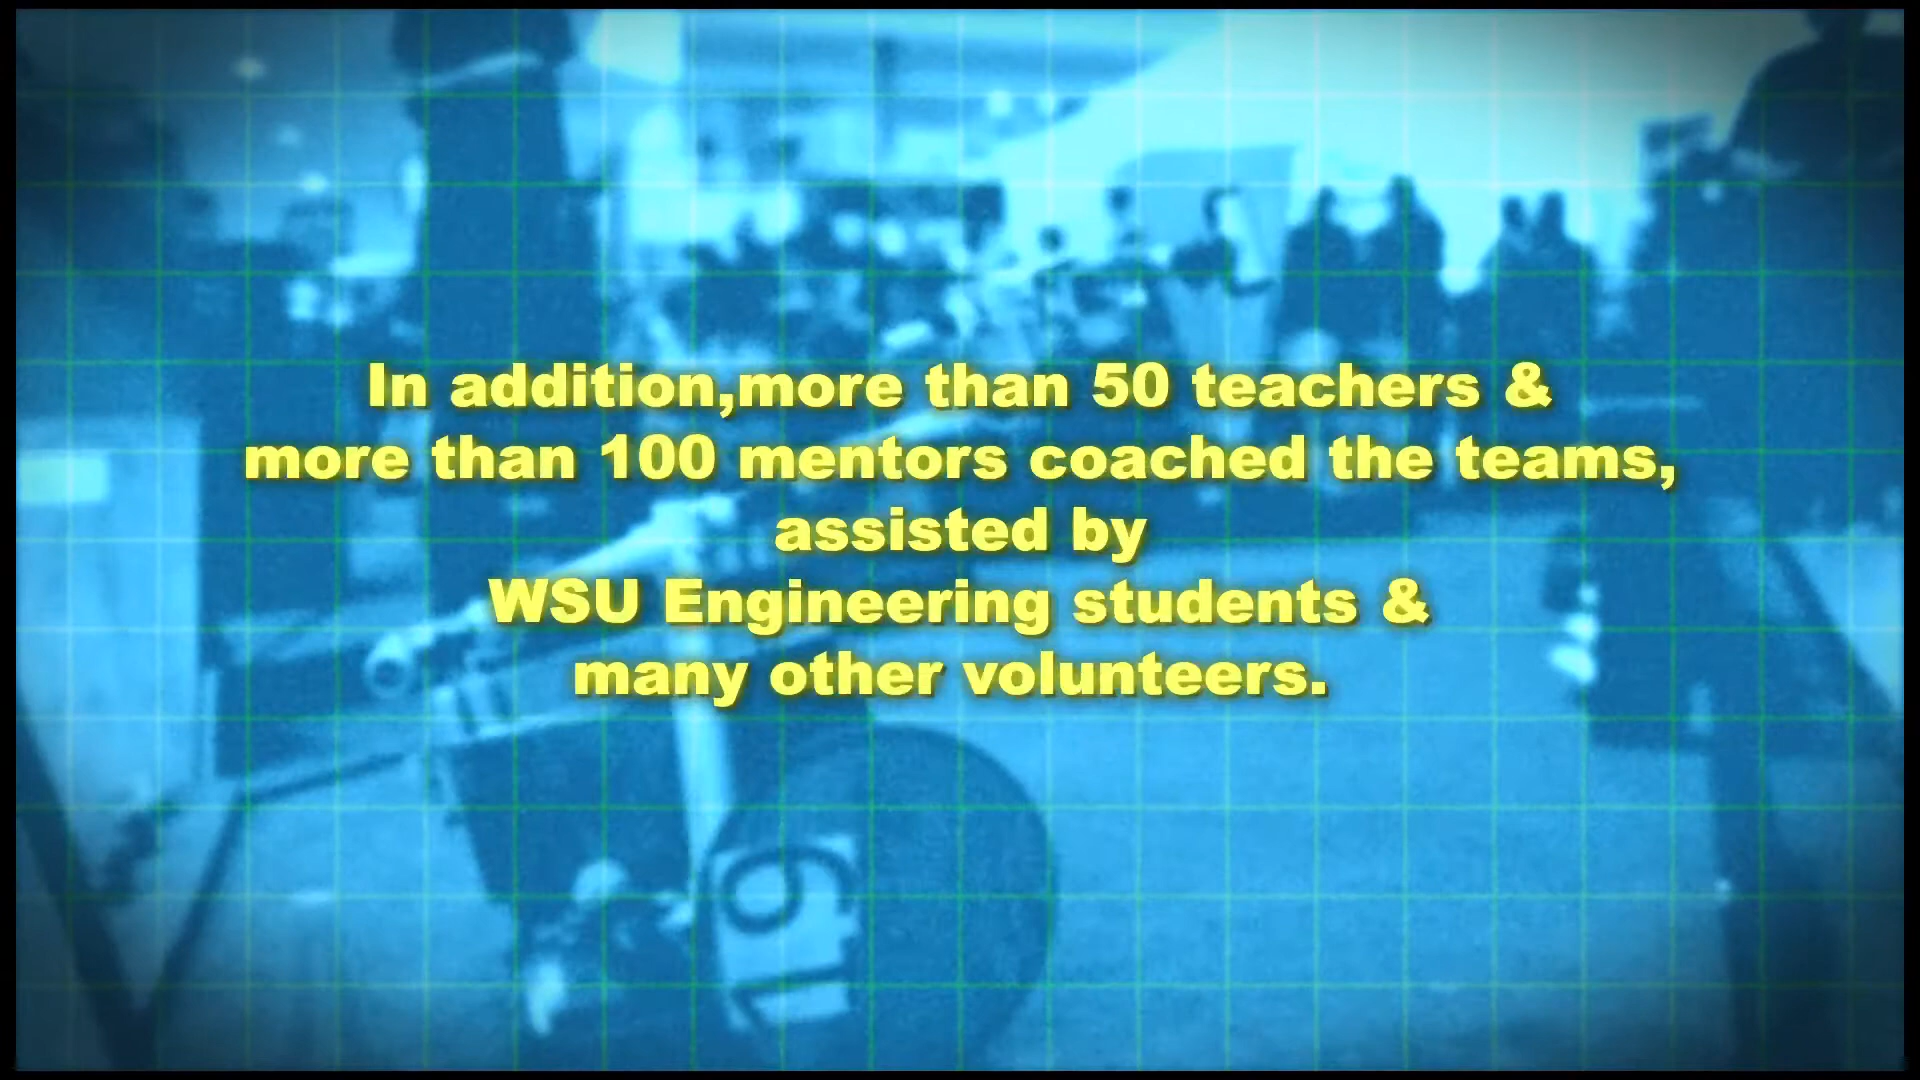 In addition,more than 50 teachers &
more than 100 mentors coached the teams,
assisted by
WSU Engineering students &
many other volunteers.